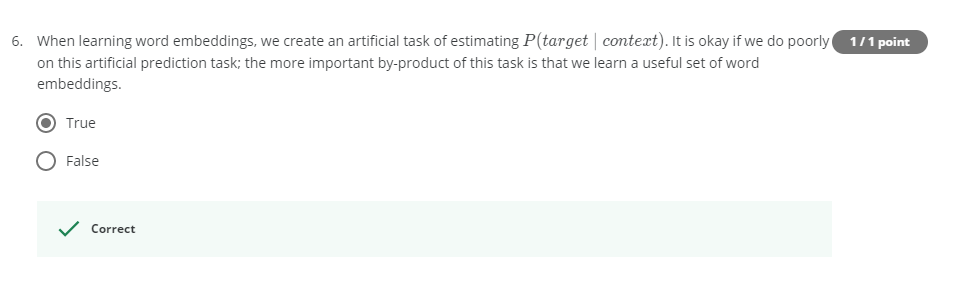 6. When learning word embeddings, we create an artificial task of estimating P(target | context). It is okay if we do poorly 1 / 1 point
on this artificial prediction task; the more important by-product of this task is that we learn a useful set of word
embeddings.
True
False
Correct